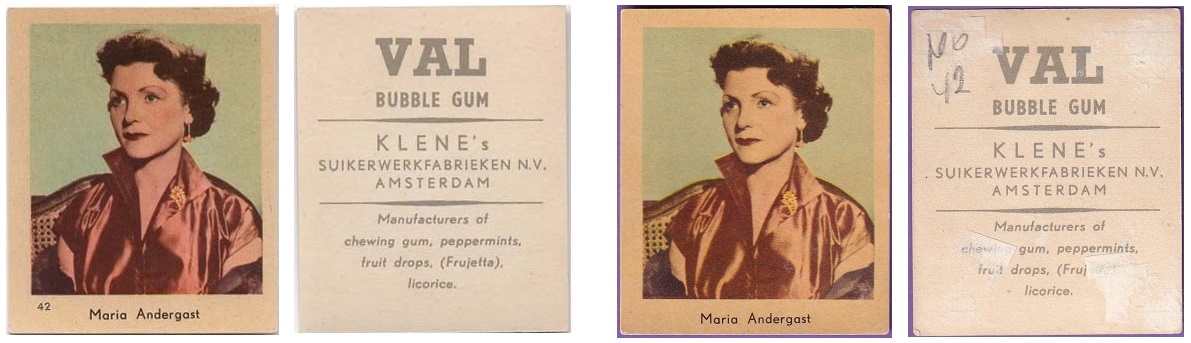 42
Maria Andergast
VAL
BUBBLE GUM
KLENE's
SUIKERWERKFABRIEKEN N.V.
AMSTERDAM
Manufacturers of
chewing gum, peppermints,
fruit drops, (Frujetta),
licorice.
Maria Andergast
No
42
VAL
BUBBLE GUM
KLENE's
SUIKERWERKFABRIEKEN N.V.
AMSTERDAM
Manufacturers of
chewing gum, peppermints,
fruit drops,
licorice.